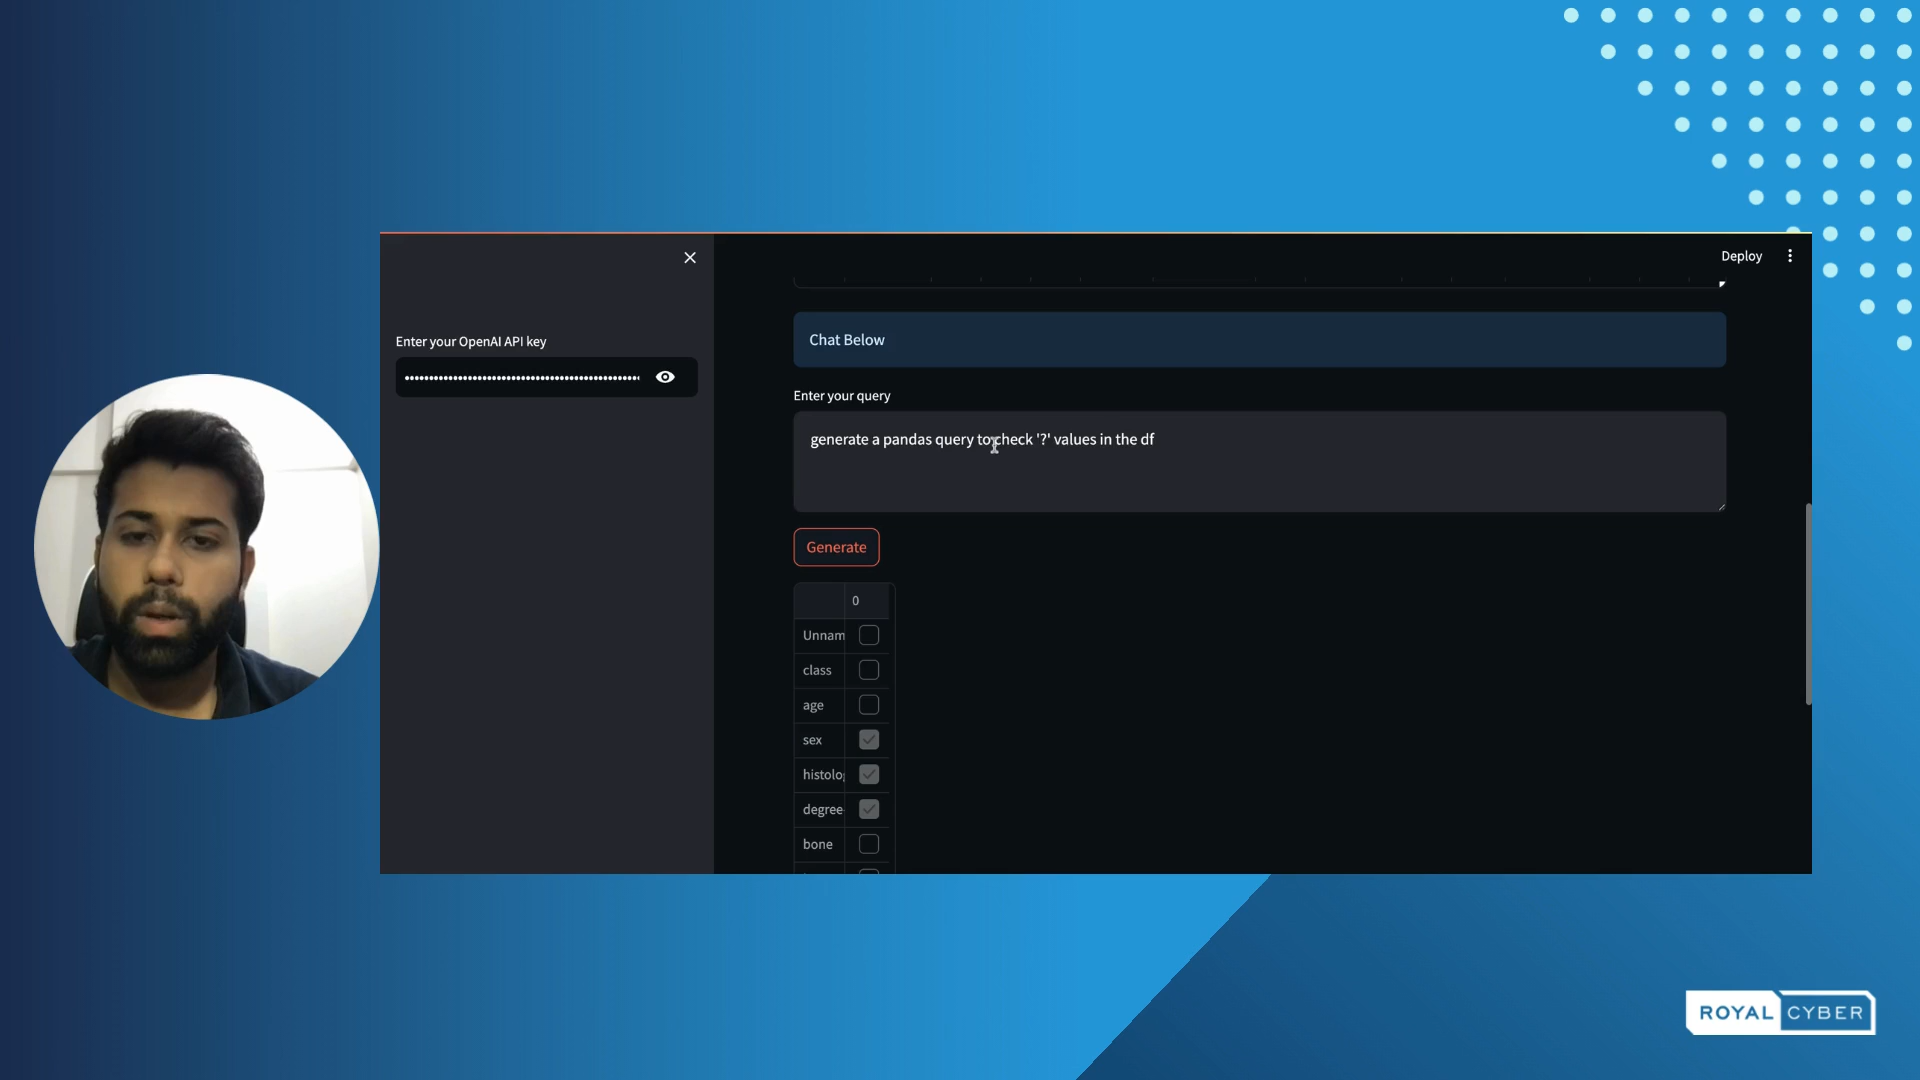 Deploy
Enter your OpenAI API key
Chat Below
Enter your query
generate a pandas query to check '?' values in the df
Generate
0
Unnam
class
age
sex
histolo
degree
bone
ROYAL CYBER